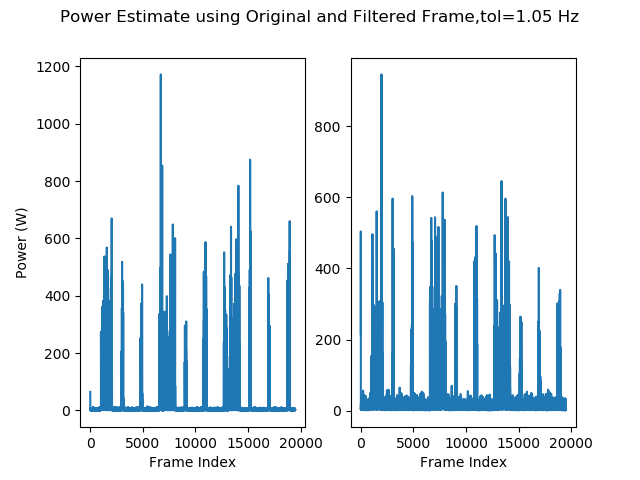 Power Estimate using Original and Filtered Frame,tol=1.05 Hz
Power (W)
1200
1000
800
600
400
200
0
0 5000 10000 15000 20000
Frame Index
800
600
400
200
0
0 5000 10000 15000 20000
Frame Index